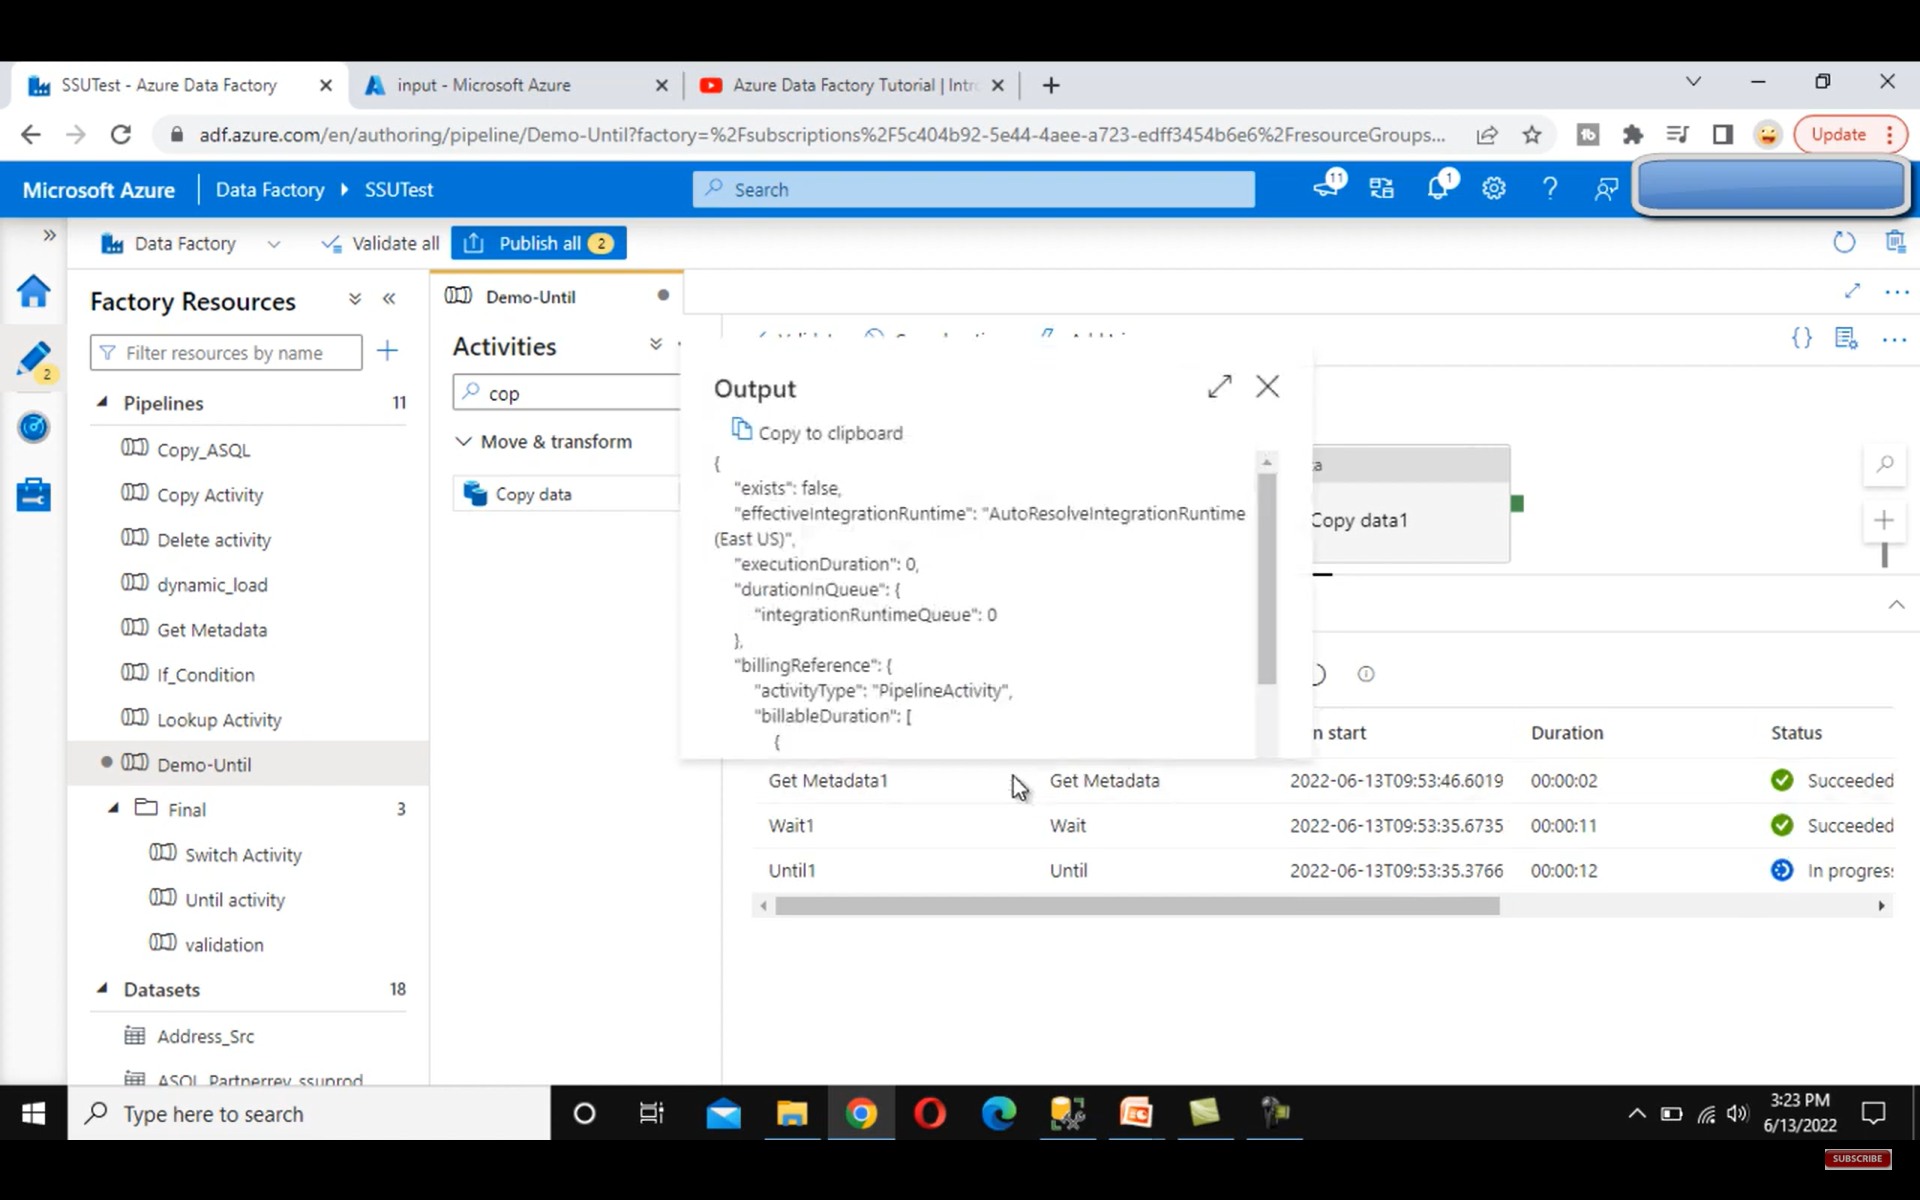 SSUTest - Azure Data Factory
input - Microsoft Azure
Azure Data Factory Tutorial | Intr
adf.azure.com/en/authoring/pipeline/Demo-Until?factory=%2Fsubscriptions%2F5c404b92-5e44-4aee-a723-edff3454b6e6%2FresourceGroups...
Update
Microsoft Azure
Data Factory
SSUTest
Search
11
1
Data Factory
Validate all
Publish all 2
Factory Resources
Demo-Until
Filter resources by name
Activities
cop
Move & transform
Copy data
2
Pipelines 11
Copy_ASQL
Copy Activity
Delete activity
dynamic_load
Get Metadata
If_Condition
Lookup Activity
Demo-Until
Final 3
Switch Activity
Until activity
validation
Datasets 18
Address_Src
ASQL_Partnerrey_ssuprod
Output
Copy to clipboard
{
"exists": false,
"effectiveIntegrationRuntime": "AutoResolveIntegrationRuntime
(East US)",
"executionDuration": 0,
"durationInQueue": {
"integrationRuntimeQueue": 0
},
"billingReference": {
"activityType": "PipelineActivity",
"billableDuration": [
{
Copy data1
n start Duration Status
Get Metadata1 Get Metadata 2022-06-13T09:53:46.6019 00:00:02 Succeeded
Wait1 Wait 2022-06-13T09:53:35.6735 00:00:11 Succeeded
Until1 Until 2022-06-13T09:53:35.3766 00:00:12 In progress
Type here to search
3:23 PM
6/13/2022
SUBSCRIBE